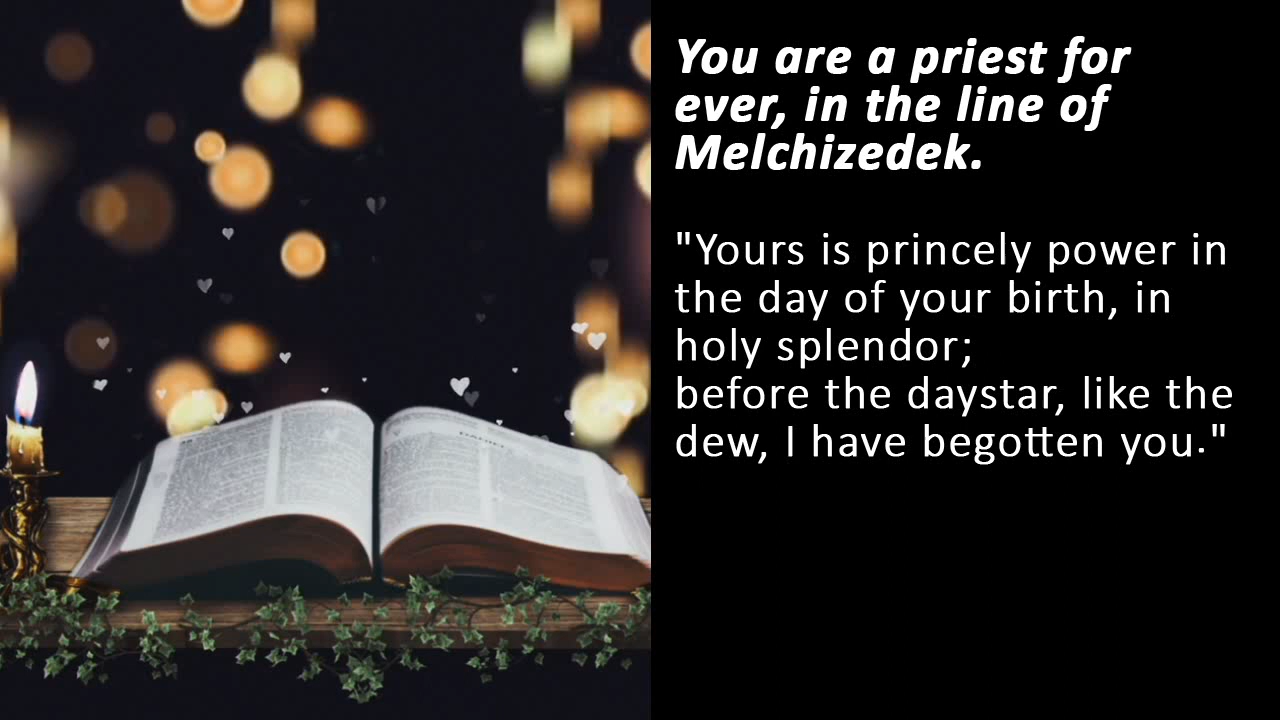 You are a priest for
ever, in the line of
Melchizedek.
"Yours is princely power in
the day of your birth, in
holy splendor;
before the daystar, like the
dew, I have begotten you."